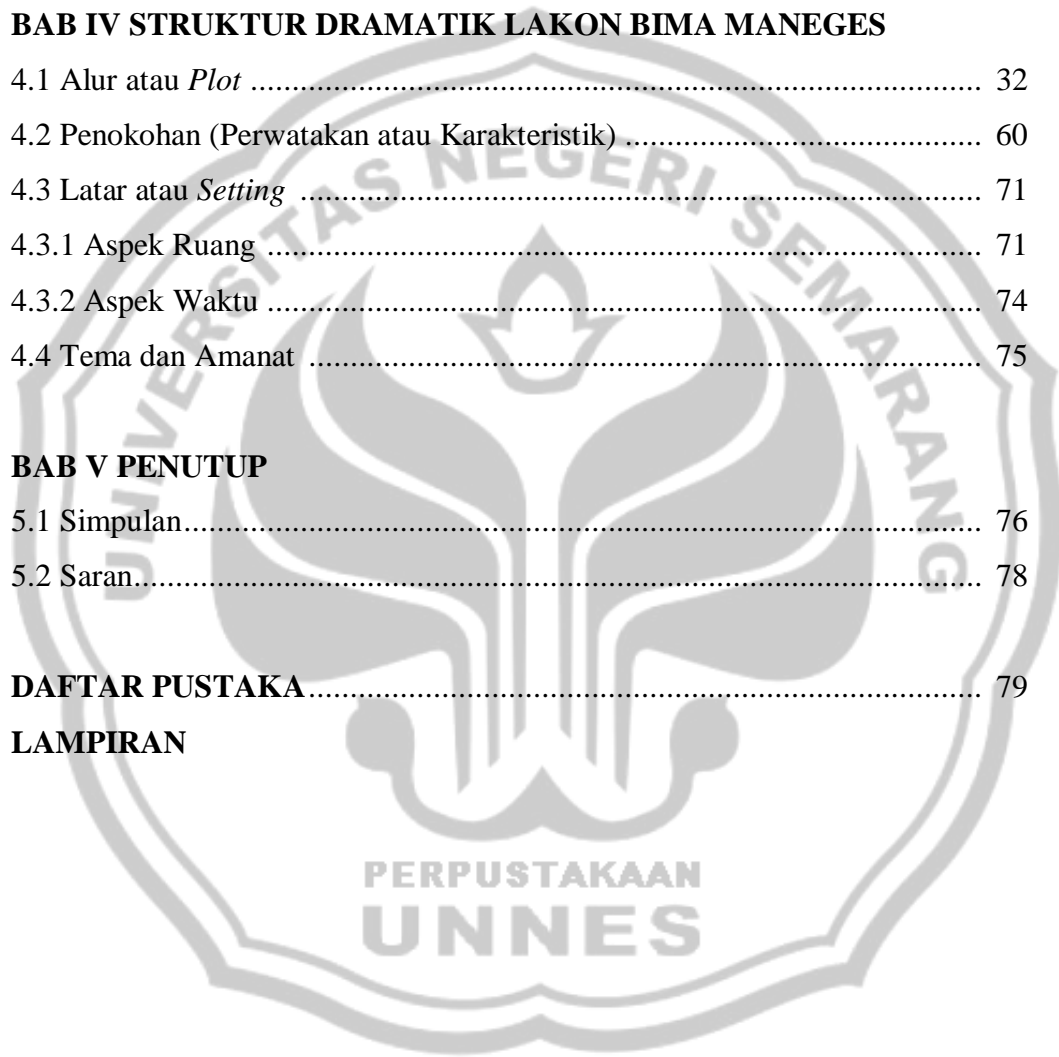 BAB IV STRUKTUR DRAMATIK LAKON BIMA MANEGES
4.1 Alur atau Plot ........................................ 32
4.2 Penokohan (Perwatakan atau Karakteristik) ........................................ 60
4.3 Latar atau Setting ........................................ 71
4.3.1 Aspek Ruang ........................................ 71
4.3.2 Aspek Waktu ........................................ 74
4.4 Tema dan Amanat ........................................ 75
BAB V PENUTUP
5.1 Simpulan ........................................ 76
5.2 Saran ........................................ 78
DAFTAR PUSTAKA ........................................ 79
LAMPIRAN
UNIVERSITAS NEGERI SEMARANG
PERPUSTAKAAN
UNNES